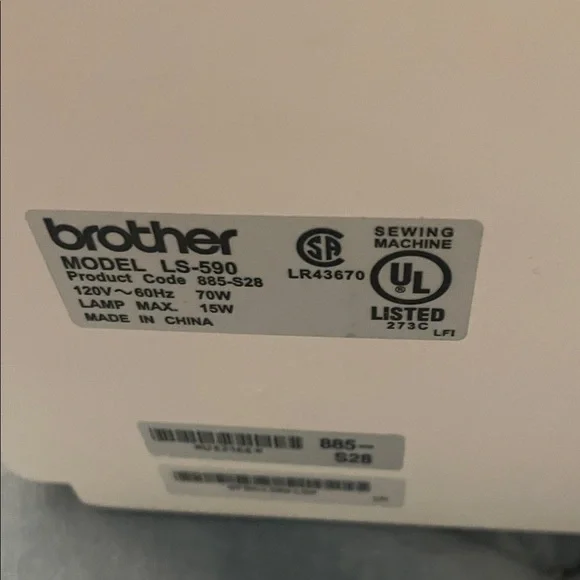 brother
MODEL LS-590
Product Code 885-S28
120V～60Hz 70W
LAMP MAX. 15W
MADE IN CHINA
SA
LR43670
SEWING
MACHINE
UL
®
LISTED
273C
LFI
885-
S28